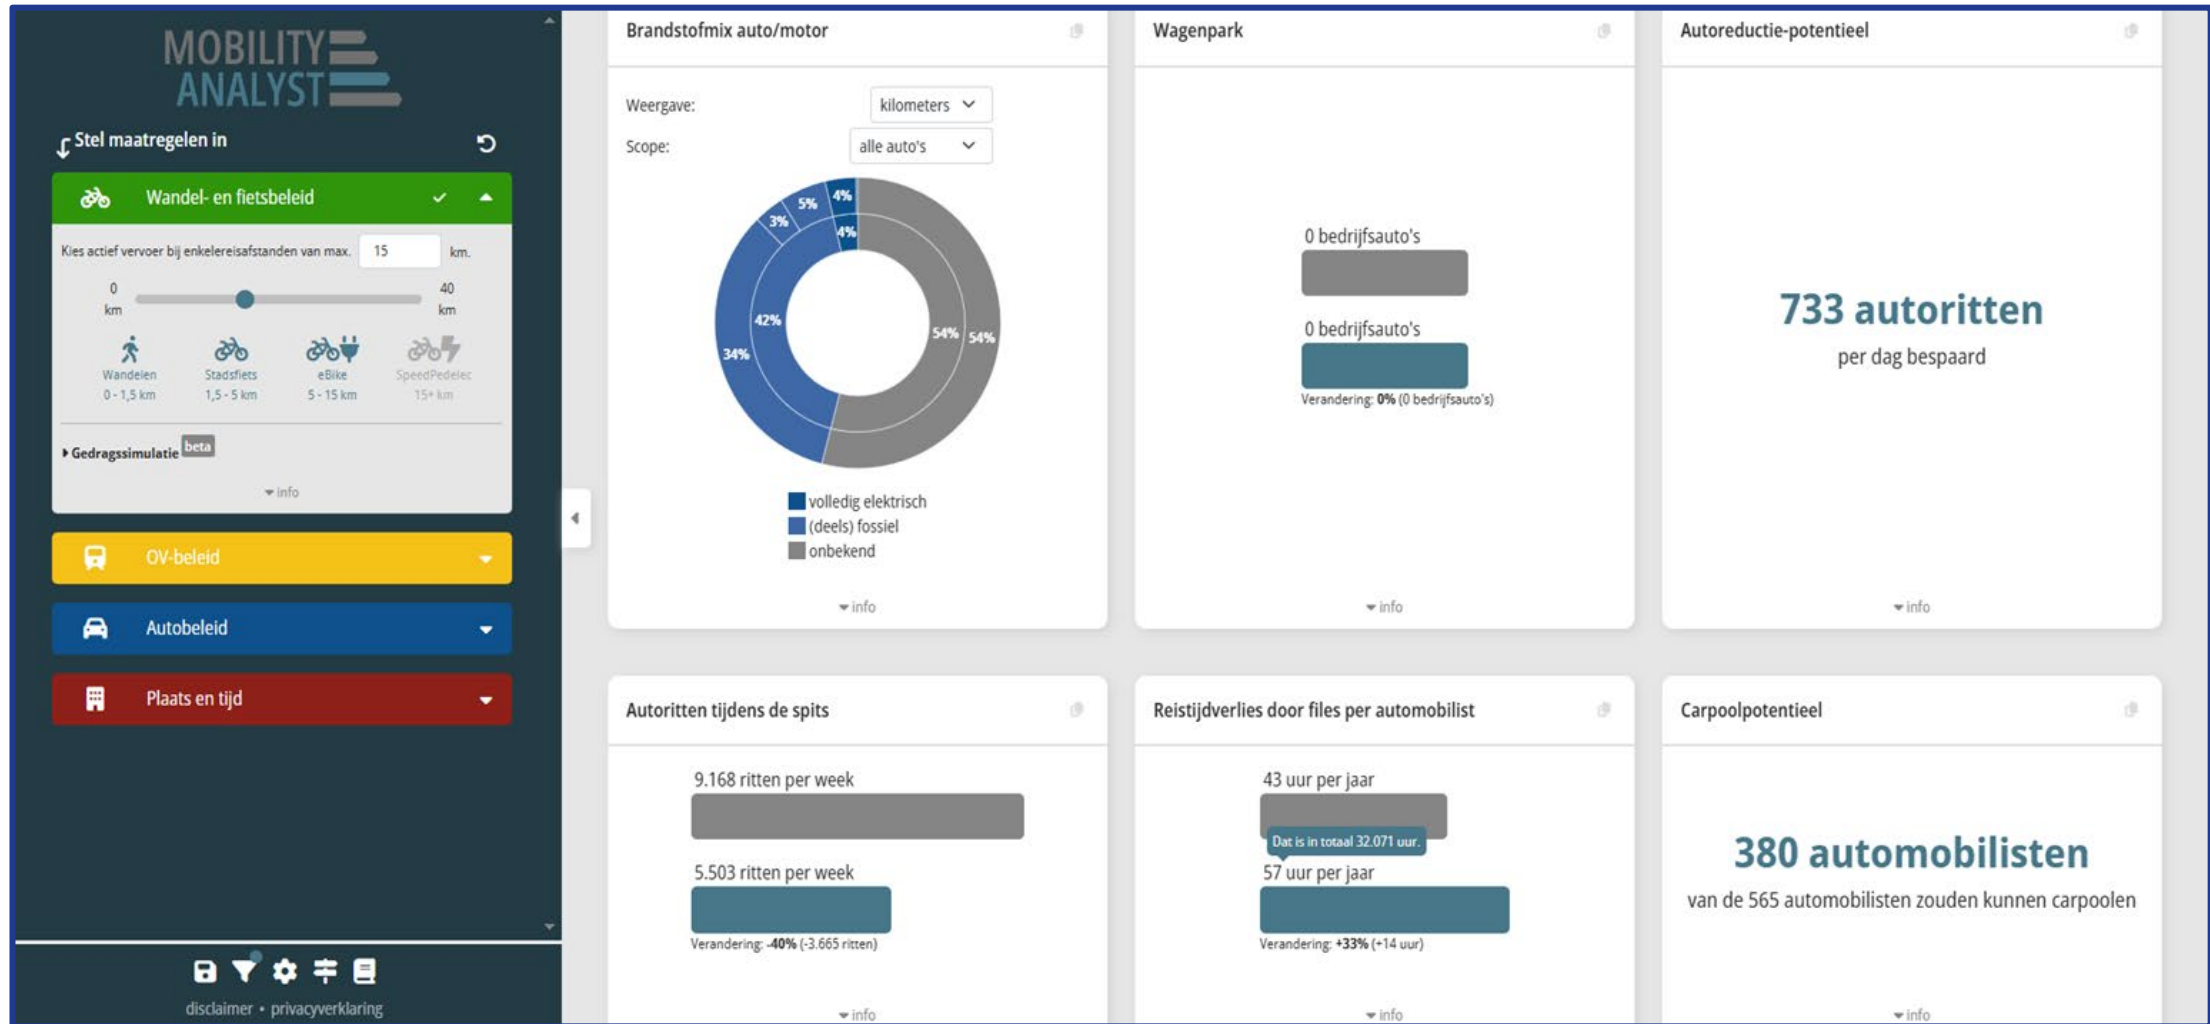 MOBILITY
ANALYST
Stel maatregelen in
Wandel- en fietsbeleid
Kies actief vervoer bij enkelereisafstanden van max. 15 km.
0 km
40 km
Wandelen
0 - 1,5 km
Stadsfiets
1,5 - 5 km
eBike
5 - 15 km
SpeedPedelec
15+ km
Gedragssimulatie beta
info
OV-beleid
Autobeleid
Plaats en tijd
disclaimer • privacyverklaring
Brandstofmix auto/motor
Weergave: kilometers
Scope: alle auto's
4%
5%
3%
4%
42%
34%
54% 54%
volledig elektrisch
(deels) fossiel
onbekend
info
Wagenpark
0 bedrijfsauto's
0 bedrijfsauto's
Verandering: 0% (0 bedrijfsauto's)
info
Autoreductie-potentieel
733 autoritten
per dag bespaard
info
Autoritten tijdens de spits
9.168 ritten per week
5.503 ritten per week
Verandering: -40% (-3.665 ritten)
info
Reistijdverlies door files per automobilist
43 uur per jaar
Dat is in totaal 32.071 uur.
57 uur per jaar
Verandering: +33% (+14 uur)
info
Carpoolpotentieel
380 automobilisten
van de 565 automobilisten zouden kunnen carpoolen
info